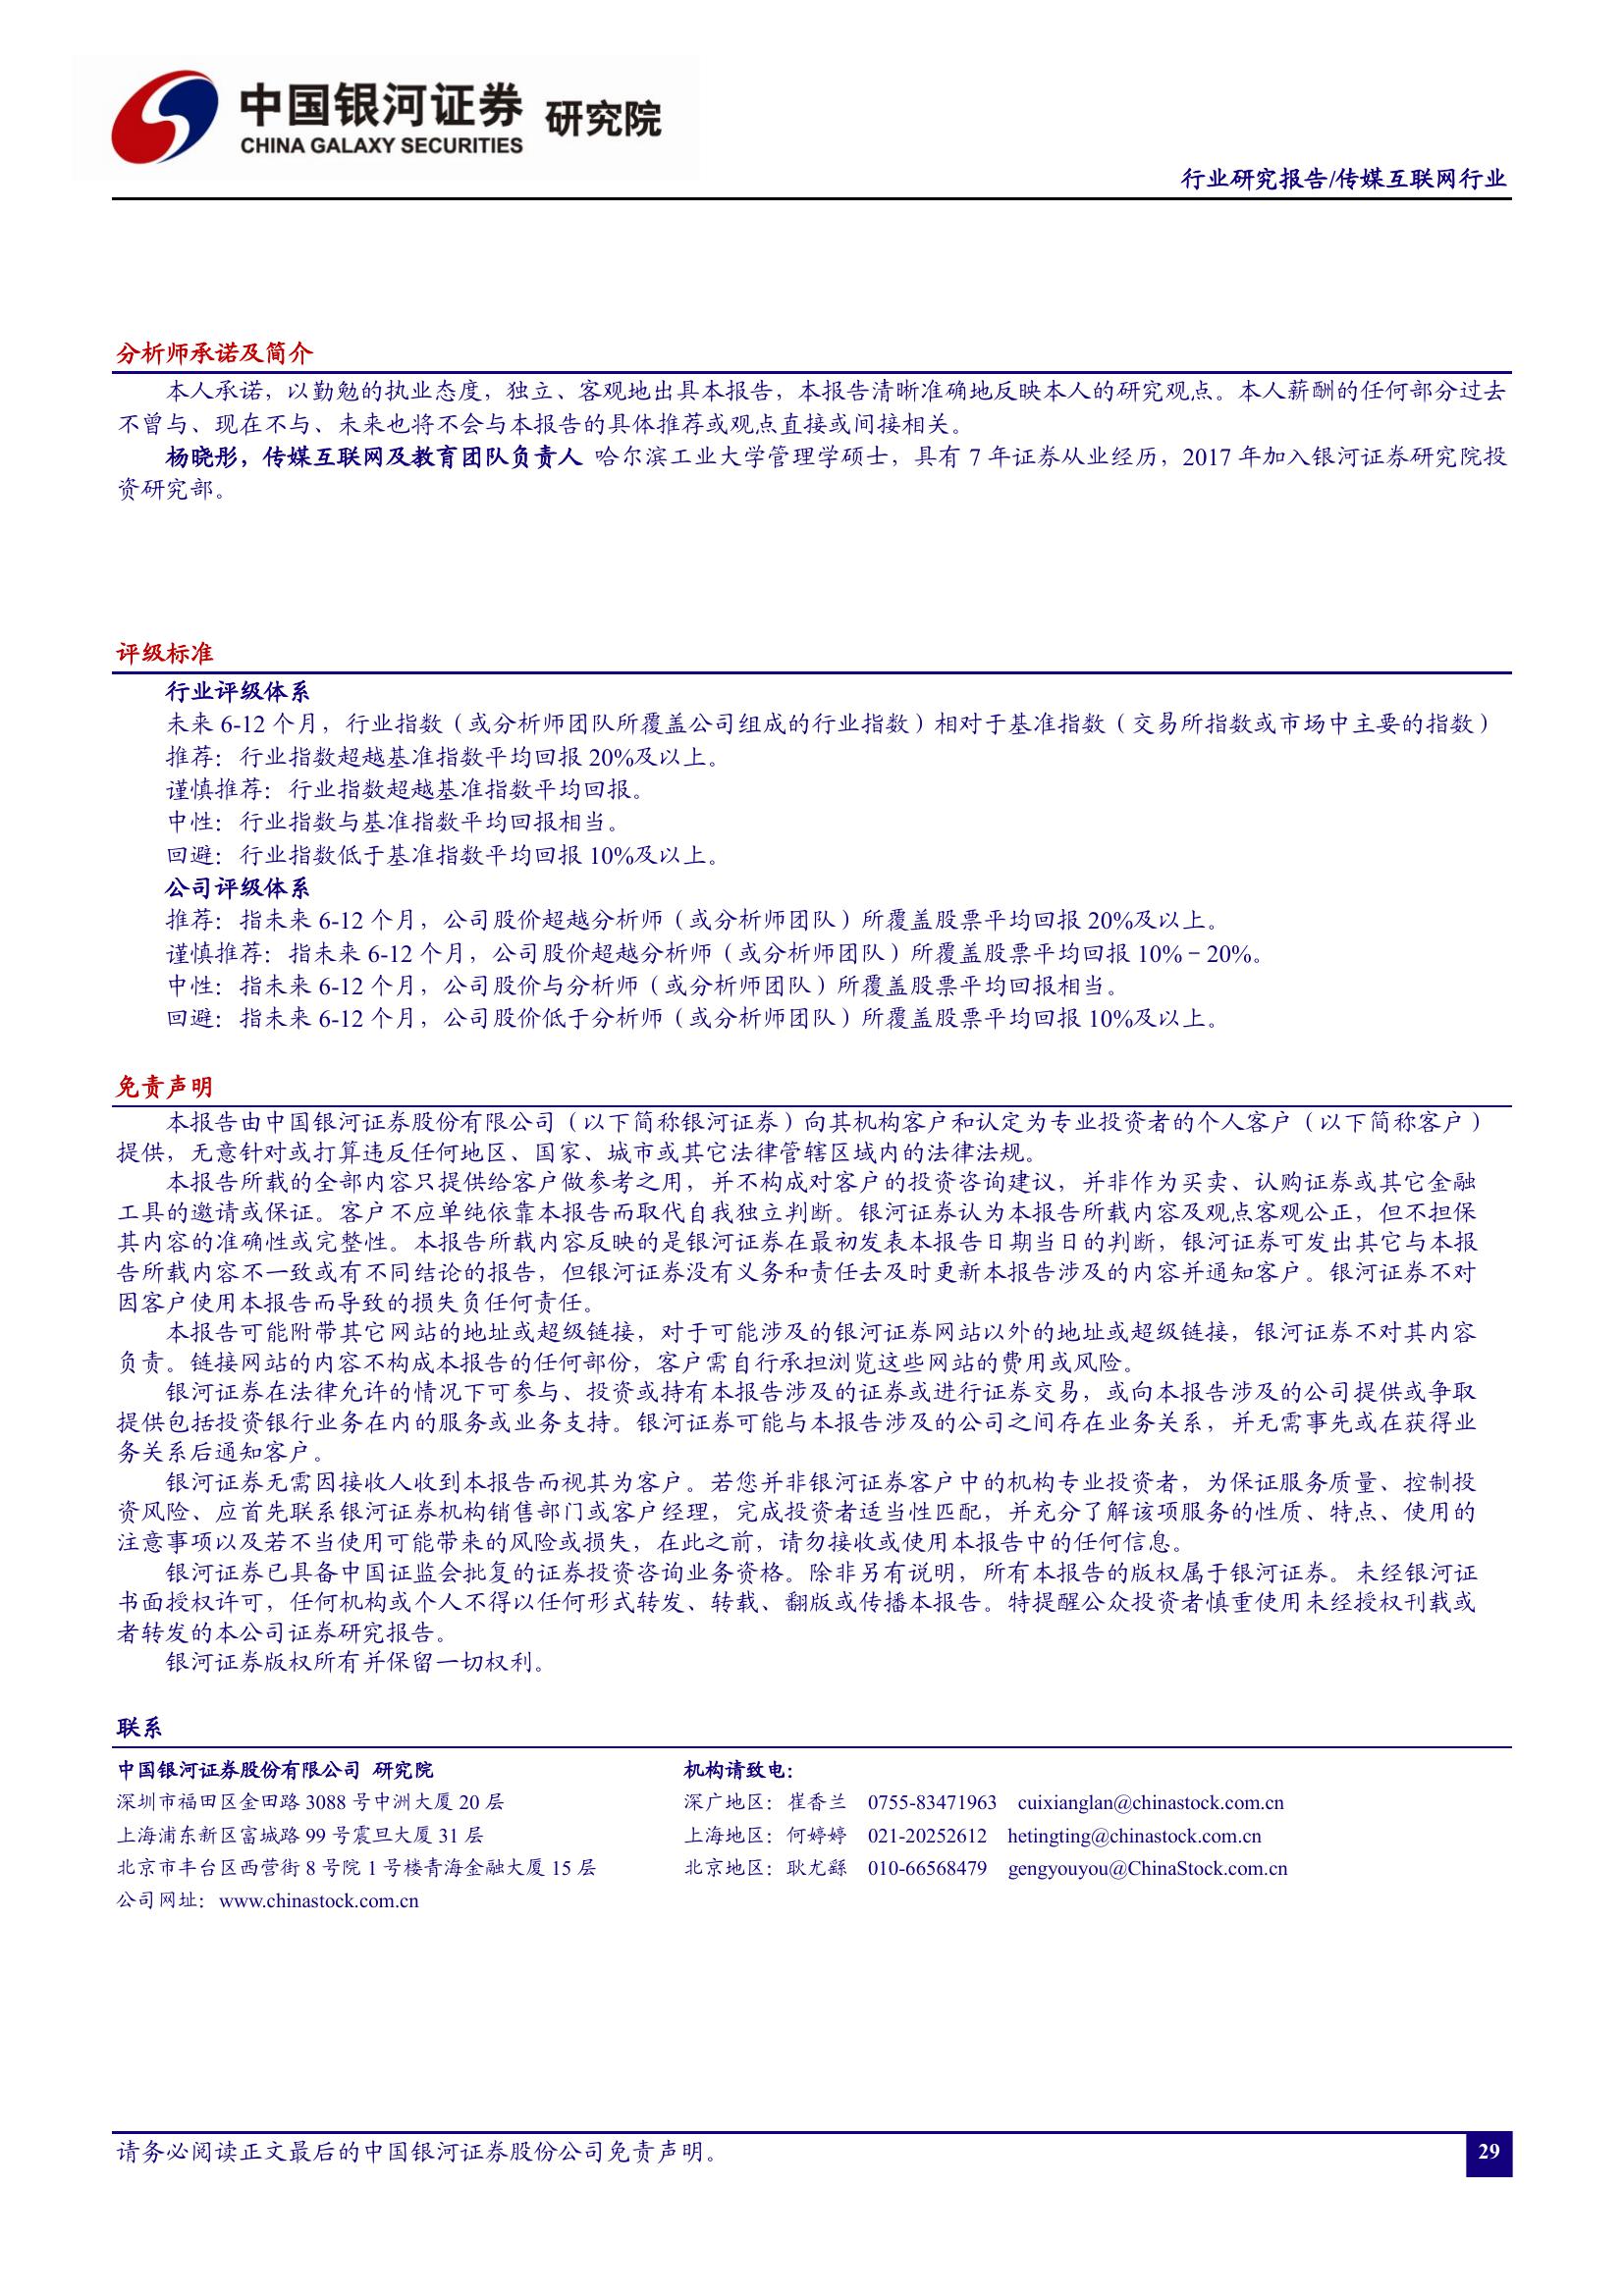 中国银河证券 研究院
CHINA GALAXY SECURITIES
行业研究报告/传媒互联网行业
分析师承诺及简介
本人承诺，以勤勉的执业态度，独立、客观地出具本报告，本报告清晰准确地反映本人的研究观点。本人薪酬的任何部分过去
不曾与、现在不与、未来也将不会与本报告的具体推荐或观点直接或间接相关。
杨晓彤，传媒互联网及教育团队负责人 哈尔滨工业大学管理学硕士，具有 7 年证券从业经历，2017 年加入银河证券研究院投
资研究部。
评级标准
行业评级体系
未来 6-12 个月，行业指数（或分析师团队所覆盖公司组成的行业指数）相对于基准指数（交易所指数或市场中主要的指数）
推荐：行业指数超越基准指数平均回报 20%及以上。
谨慎推荐：行业指数超越基准指数平均回报。
中性：行业指数与基准指数平均回报相当。
回避：行业指数低于基准指数平均回报 10%及以上。
公司评级体系
推荐：指未来 6-12 个月，公司股价超越分析师（或分析师团队）所覆盖股票平均回报 20%及以上。
谨慎推荐：指未来 6-12 个月，公司股价超越分析师（或分析师团队）所覆盖股票平均回报 10%－20%。
中性：指未来 6-12 个月，公司股价与分析师（或分析师团队）所覆盖股票平均回报相当。
回避：指未来 6-12 个月，公司股价低于分析师（或分析师团队）所覆盖股票平均回报 10%及以上。
免责声明
本报告由中国银河证券股份有限公司（以下简称银河证券）向其机构客户和认定为专业投资者的个人客户（以下简称客户）
提供，无意针对或打算违反任何地区、国家、城市或其它法律管辖区域内的法律法规。
本报告所载的全部内容只提供给客户做参考之用，并不构成对客户的投资咨询建议，并非作为买卖、认购证券或其它金融
工具的邀请或保证。客户不应单纯依靠本报告而取代自我独立判断。银河证券认为本报告所载内容及观点客观公正，但不担保
其内容的准确性或完整性。本报告所载内容反映的是银河证券在最初发表本报告日期当日的判断，银河证券可发出其它与本报
告所载内容不一致或有不同结论的报告，但银河证券没有义务和责任去及时更新本报告涉及的内容并通知客户。银河证券不对
因客户使用本报告而导致的损失负任何责任。
本报告可能附带其它网站的地址或超级链接，对于可能涉及的银河证券网站以外的地址或超级链接，银河证券不对其内容
负责。链接网站的内容不构成本报告的任何部份，客户需自行承担浏览这些网站的费用或风险。
银河证券在法律允许的情况下可参与、投资或持有本报告涉及的证券或进行证券交易，或向本报告涉及的公司提供或争取
提供包括投资银行业务在内的服务或业务支持。银河证券可能与本报告涉及的公司之间存在业务关系，并无需事先或在获得业
务关系后通知客户。
银河证券无需因接收人收到本报告而视其为客户。若您并非银河证券客户中的机构专业投资者，为保证服务质量、控制投
资风险、应首先联系银河证券机构销售部门或客户经理，完成投资者适当性匹配，并充分了解该项服务的性质、特点、使用的
注意事项以及若不当使用可能带来的风险或损失，在此之前，请勿接收或使用本报告中的任何信息。
银河证券已具备中国证监会批复的证券投资咨询业务资格。除非另有说明，所有本报告的版权属于银河证券。未经银河证
书面授权许可，任何机构或个人不得以任何形式转发、转载、翻版或传播本报告。特提醒公众投资者慎重使用未经授权刊载或
者转发的本公司证券研究报告。
银河证券版权所有并保留一切权利。
联系
中国银河证券股份有限公司 研究院
深圳市福田区金田路 3088 号中洲大厦 20 层
上海浦东新区富城路 99 号震旦大厦 31 层
北京市丰台区西营街 8 号院 1 号楼青海金融大厦 15 层
公司网址：www.chinastock.com.cn
机构请致电：
深广地区：崔香兰 0755-83471963 cuixianglan@chinastock.com.cn
上海地区：何婷婷 021-20252612 hetingting@chinastock.com.cn
北京地区：耿尤繇 010-66568479 gengyouyou@ChinaStock.com.cn
请务必阅读正文最后的中国银河证券股份公司免责声明。
29